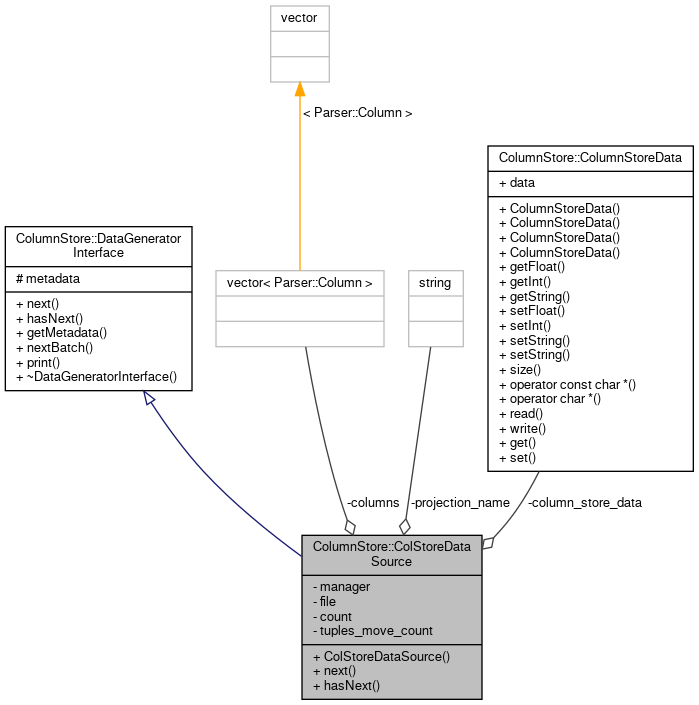 vector
< Parser::Column >
ColumnStore::ColumnStoreData
+ data
+ ColumnStoreData()
+ ColumnStoreData()
+ ColumnStoreData()
+ ColumnStoreData()
+ getFloat()
+ getInt()
+ getString()
+ setFloat()
+ setInt()
+ setString()
+ setString()
+ size()
+ operator const char *()
+ operator char *()
+ read()
+ write()
+ get()
+ set()
ColumnStore::DataGenerator
Interface
# metadata
+ next()
+ hasNext()
+ getMetadata()
+ nextBatch()
+ print()
+ ~DataGeneratorInterface()
vector< Parser::Column >
string
-columns
-projection_name
-column_store_data
ColumnStore::ColStoreData
Source
- manager
- file
- count
- tuples_move_count
+ ColStoreDataSource()
+ next()
+ hasNext()